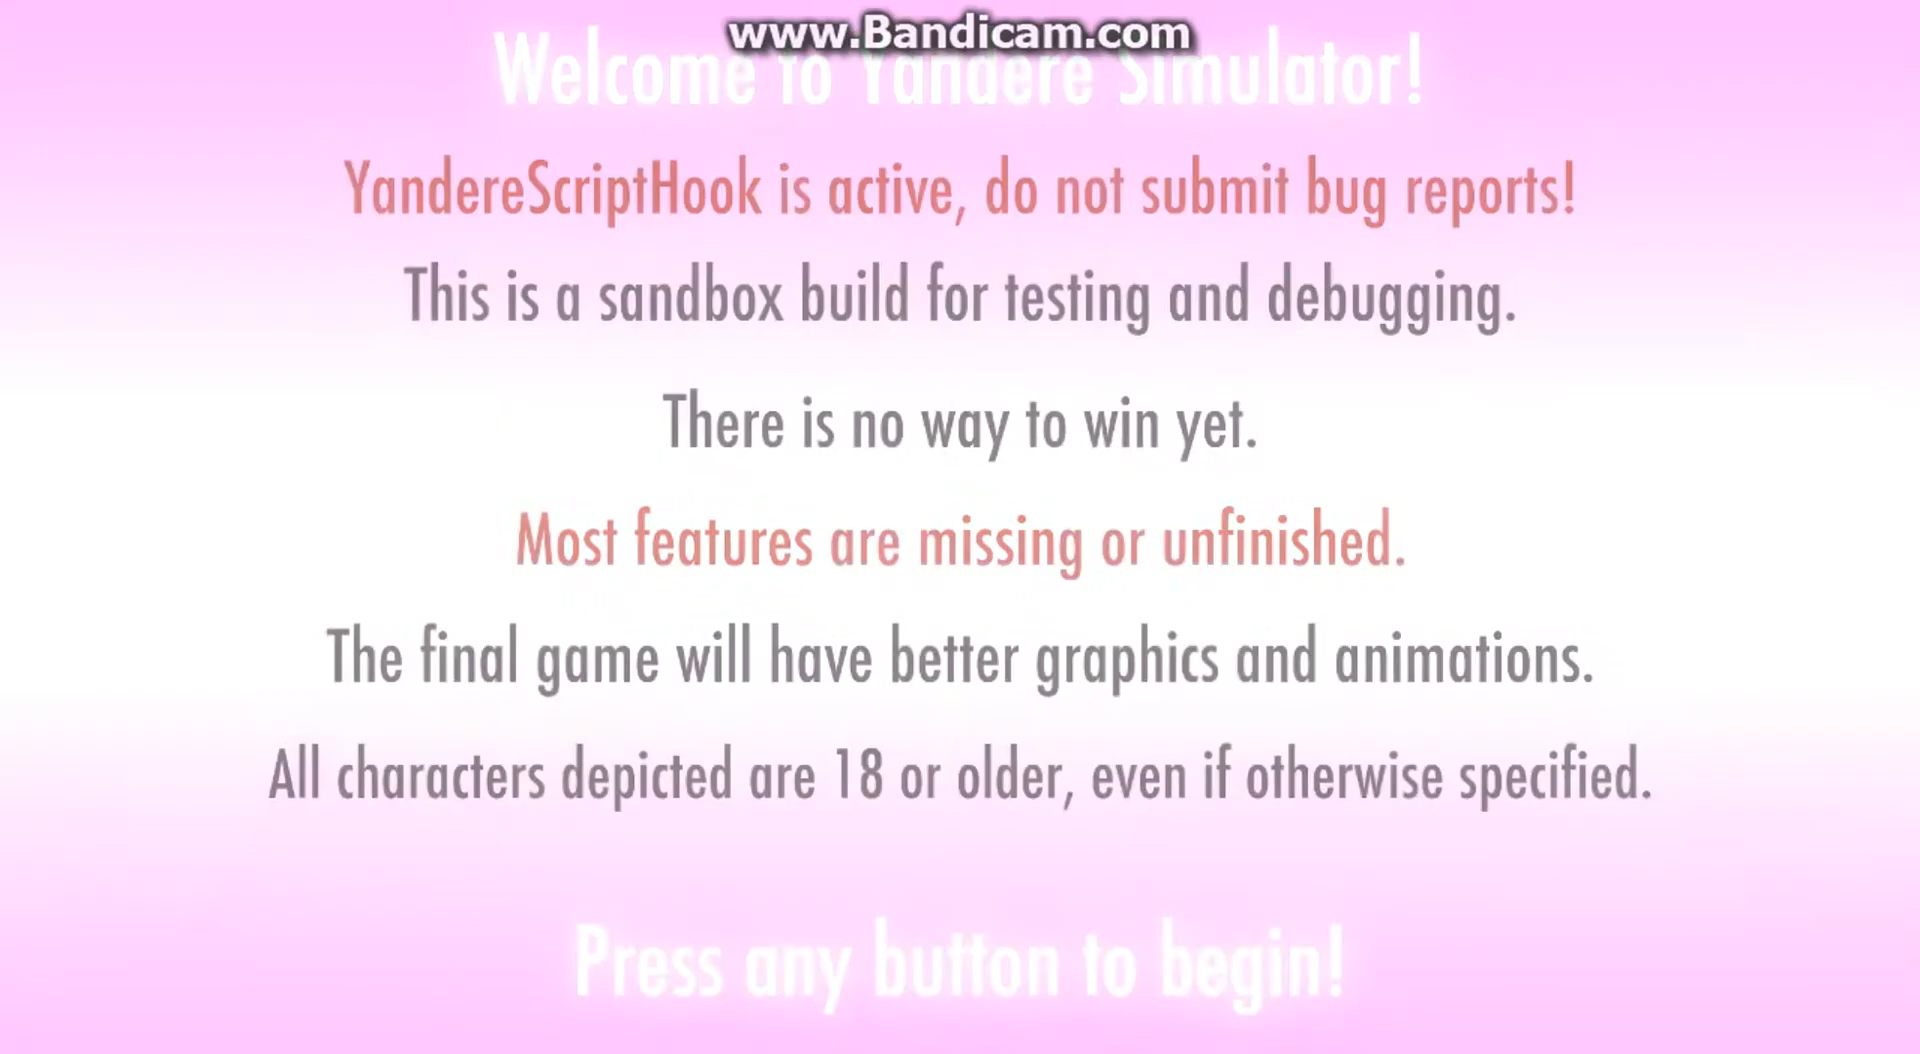 www.Bandicam.com
Welcome to Yandere Simulator!
YandereScriptHook is active, do not submit bug reports!
This is a sandbox build for testing and debugging.
There is no way to win yet.
Most features are missing or unfinished.
The final game will have better graphics and animations.
All characters depicted are 18 or older, even if otherwise specified.
Press any button to begin!